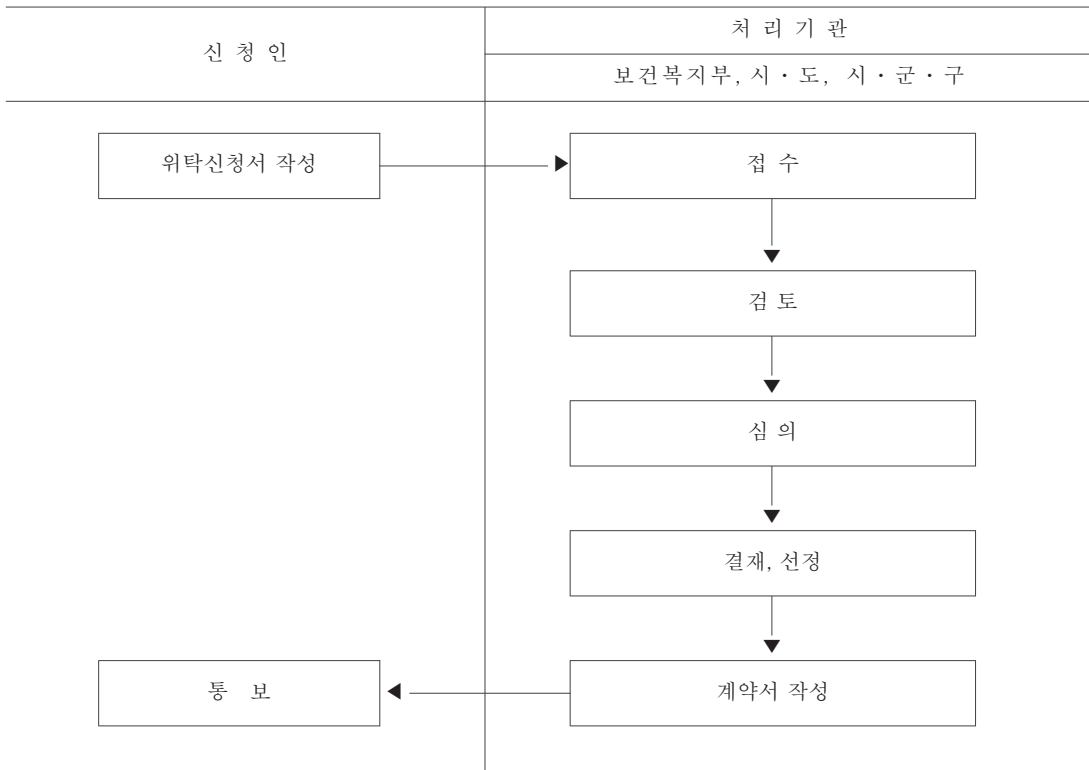 신 청 인
처 리 기 관
보건복지부, 시・도, 시・군・구
위탁신청서 작성
접 수
검 토
심 의
결재, 선정
계약서 작성
통 보